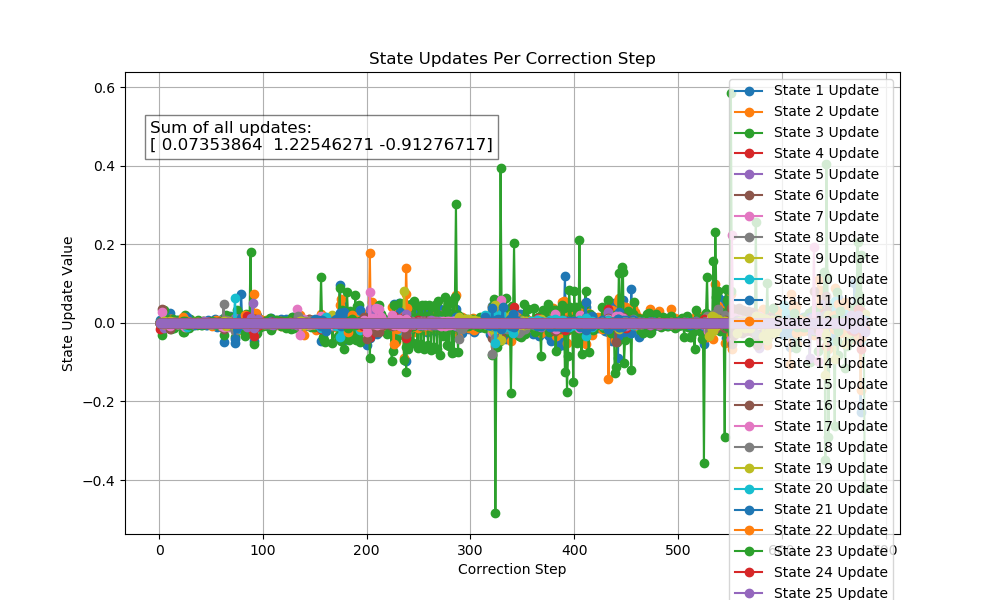 State Updates Per Correction Step
0.6
0.4
0.2
0.0
−0.2
−0.4
State Update Value
Sum of all updates:
[ 0.07353864 1.22546271 -0.91276717]
State 1 Update
State 2 Update
State 3 Update
State 4 Update
State 5 Update
State 6 Update
State 7 Update
State 8 Update
State 9 Update
State 10 Update
State 11 Update
State 12 Update
State 13 Update
State 14 Update
State 15 Update
State 16 Update
State 17 Update
State 18 Update
State 19 Update
State 20 Update
State 21 Update
State 22 Update
State 23 Update
State 24 Update
State 25 Update
0 100 200 300 400 500 600 700
Correction Step